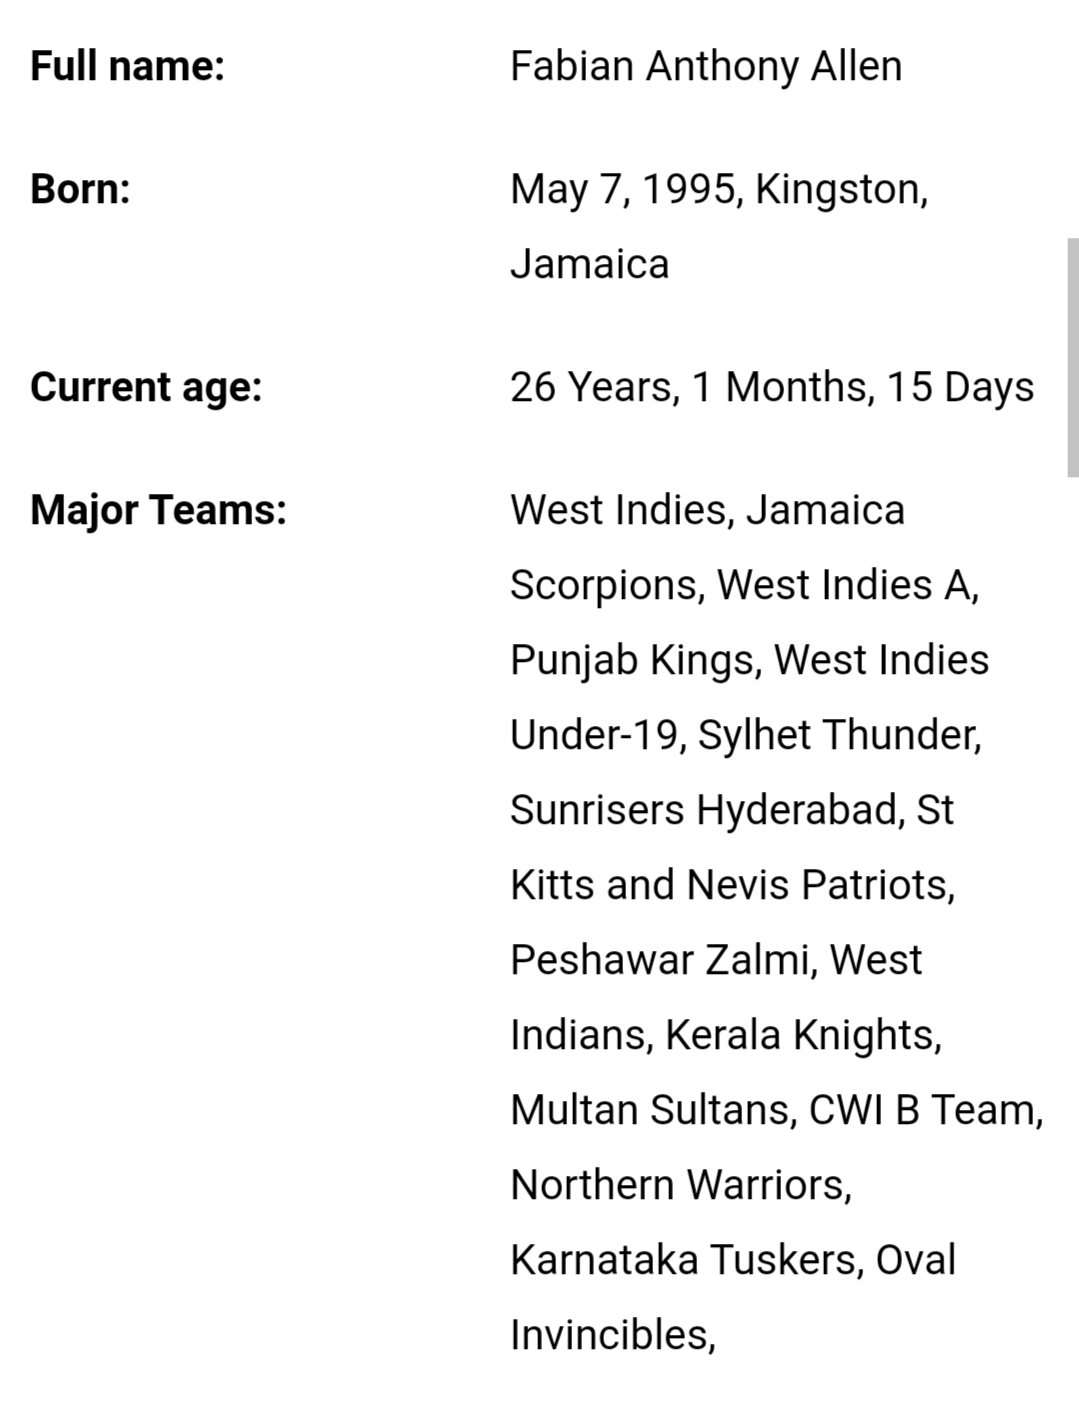 Full name: Fabian Anthony Allen
Born: May 7, 1995, Kingston,
Jamaica
Current age: 26 Years, 1 Months, 15 Days
Major Teams: West Indies, Jamaica
Scorpions, West Indies A,
Punjab Kings, West Indies
Under-19, Sylhet Thunder,
Sunrisers Hyderabad, St
Kitts and Nevis Patriots,
Peshawar Zalmi, West
Indians, Kerala Knights,
Multan Sultans, CWI B Team,
Northern Warriors,
Karnataka Tuskers, Oval
Invincibles,